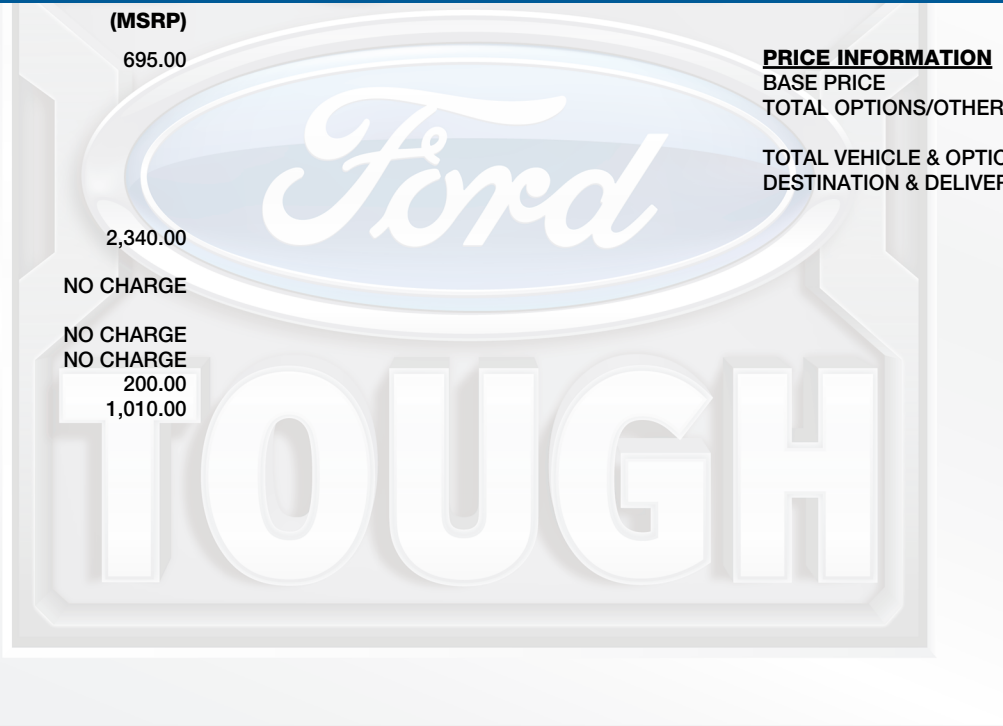 (MSRP)
695.00
2,340.00
NO CHARGE
NO CHARGE
NO CHARGE
200.00
1,010.00
PRICE INFORMATION
BASE PRICE
TOTAL OPTIONS/OTHER
TOTAL VEHICLE & OPTIO
DESTINATION & DELIVER
Ford
TOUGH